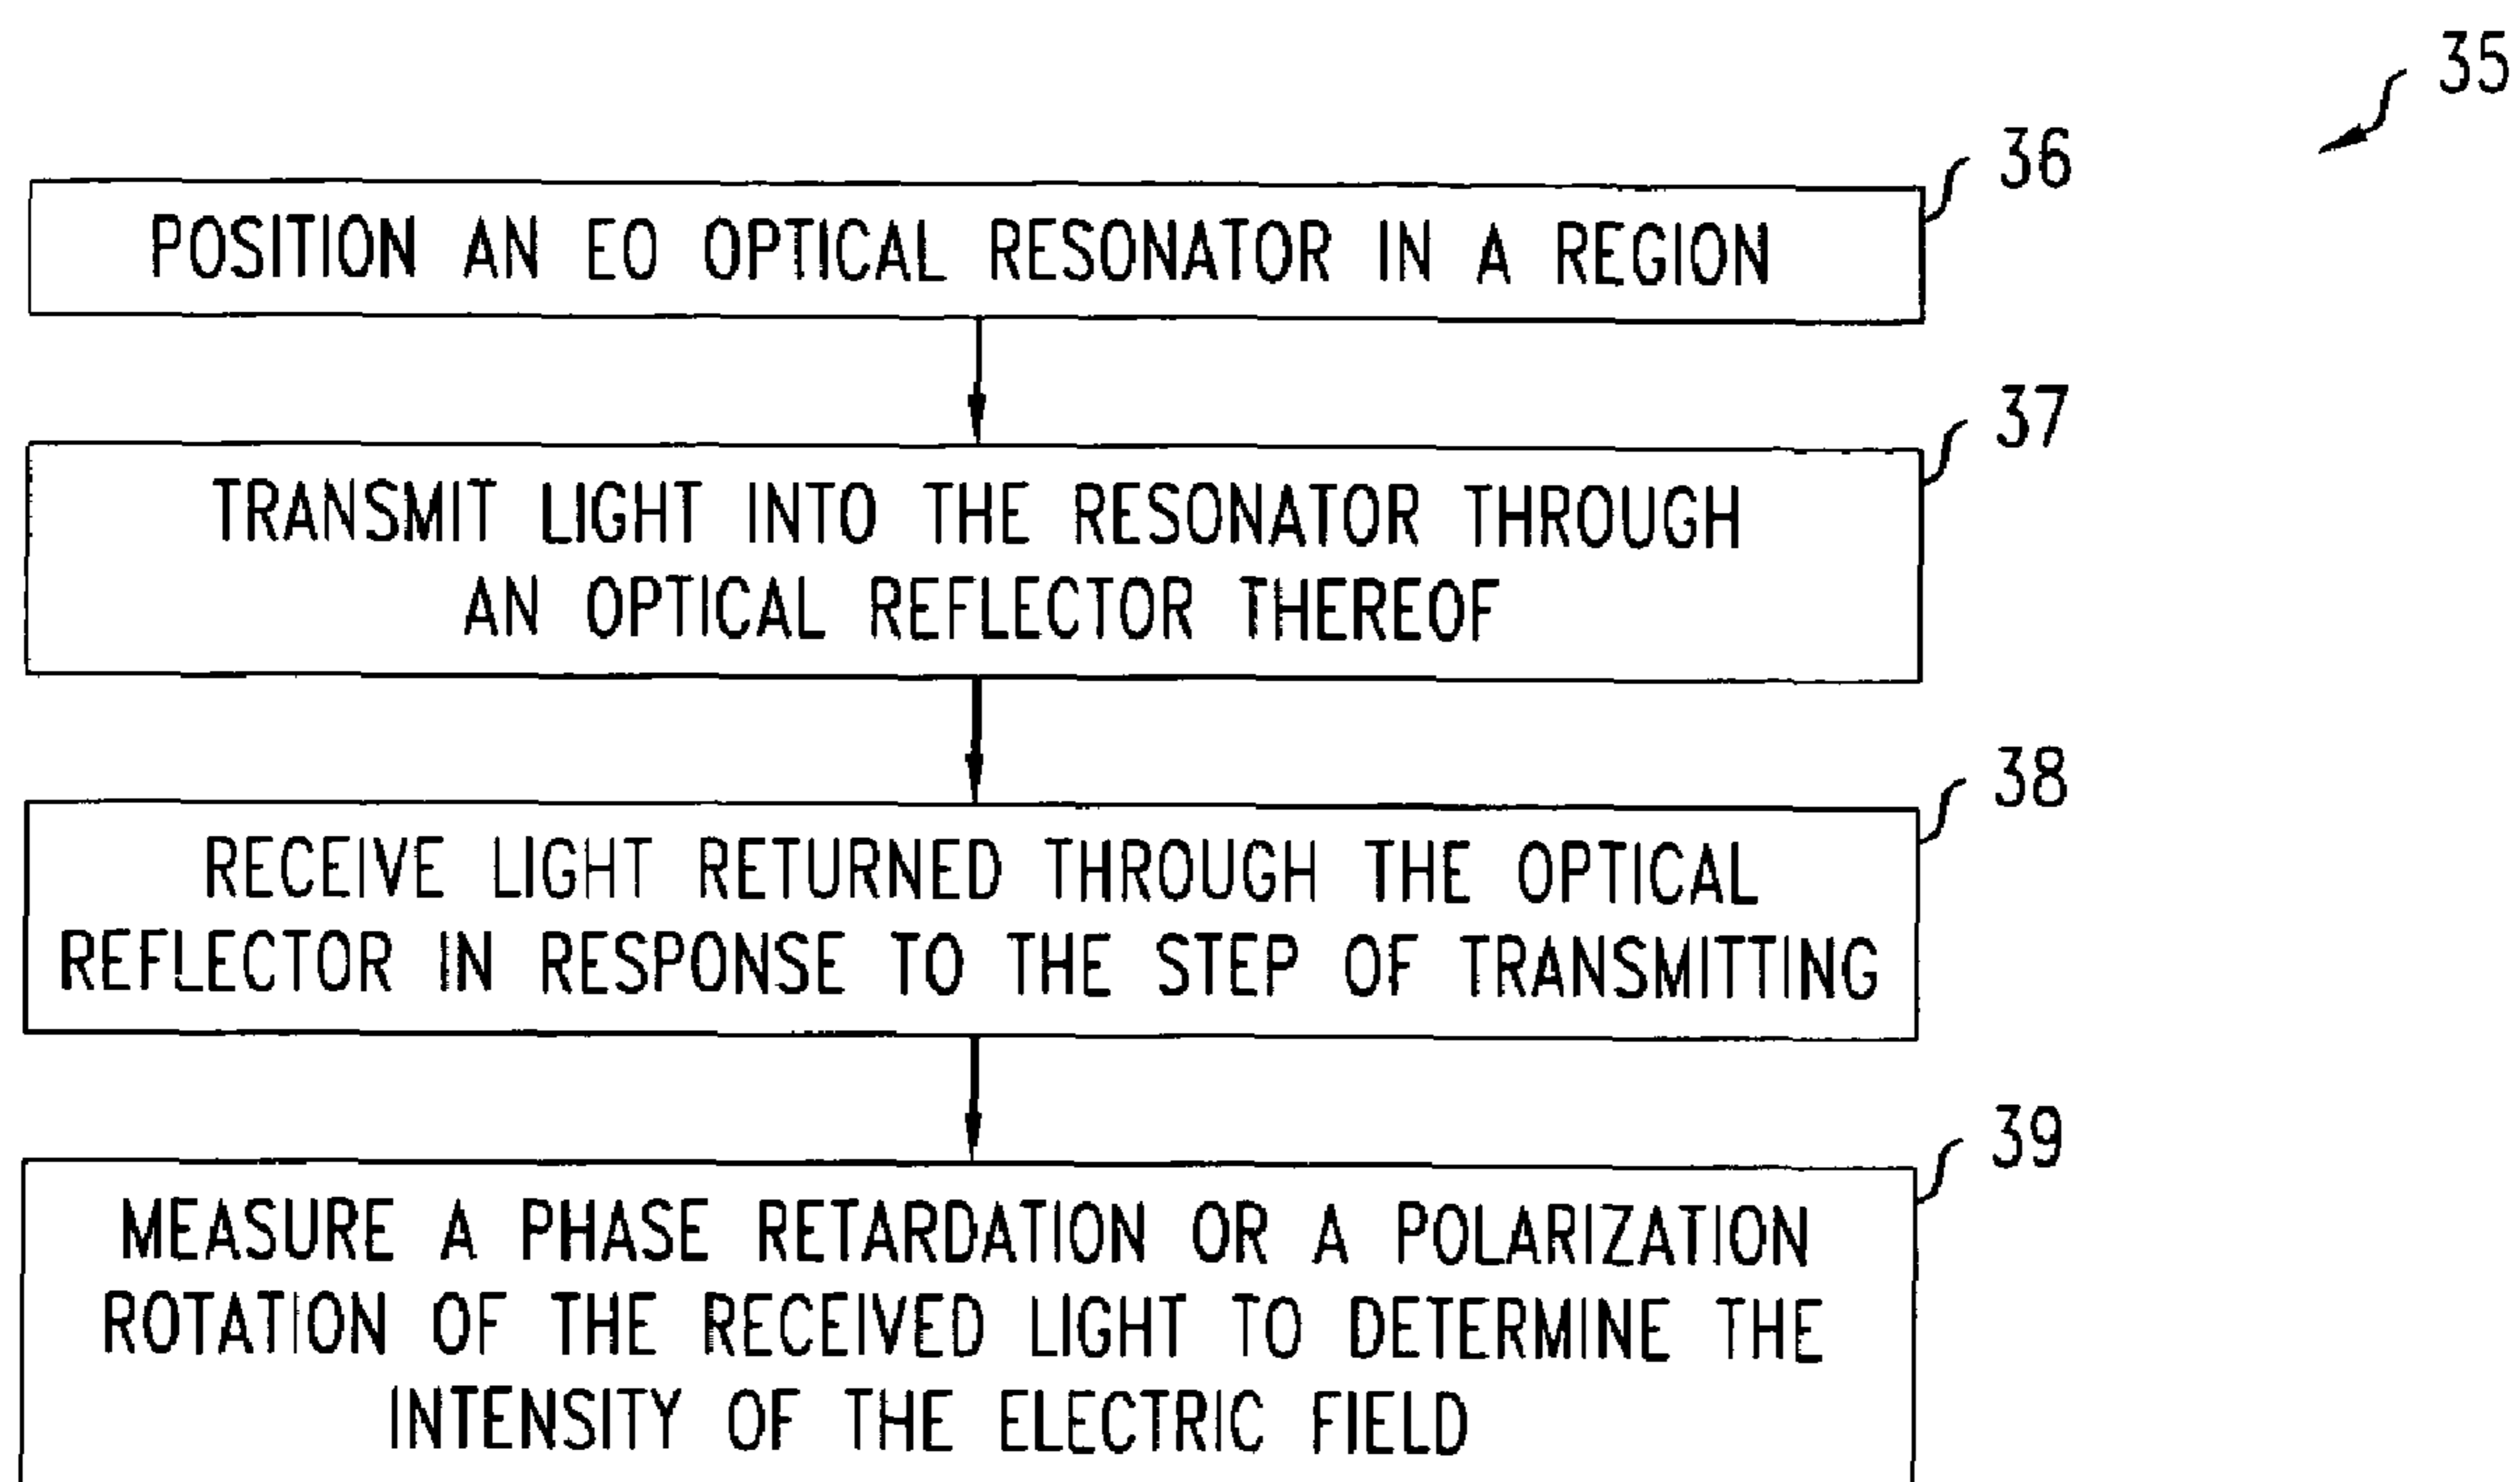 35
36
POSITION AN EO OPTICAL RESONATOR IN A REGION
37
TRANSMIT LIGHT INTO THE RESONATOR THROUGH
AN OPTICAL REFLECTOR THEREOF
38
RECEIVE LIGHT RETURNED THROUGH THE OPTICAL
REFLECTOR IN RESPONSE TO THE STEP OF TRANSMITTING
39
MEASURE A PHASE RETARDATION OR A POLARIZATION
ROTATION OF THE RECEIVED LIGHT TO DETERMINE THE
INTENSITY OF THE ELECTRIC FIELD